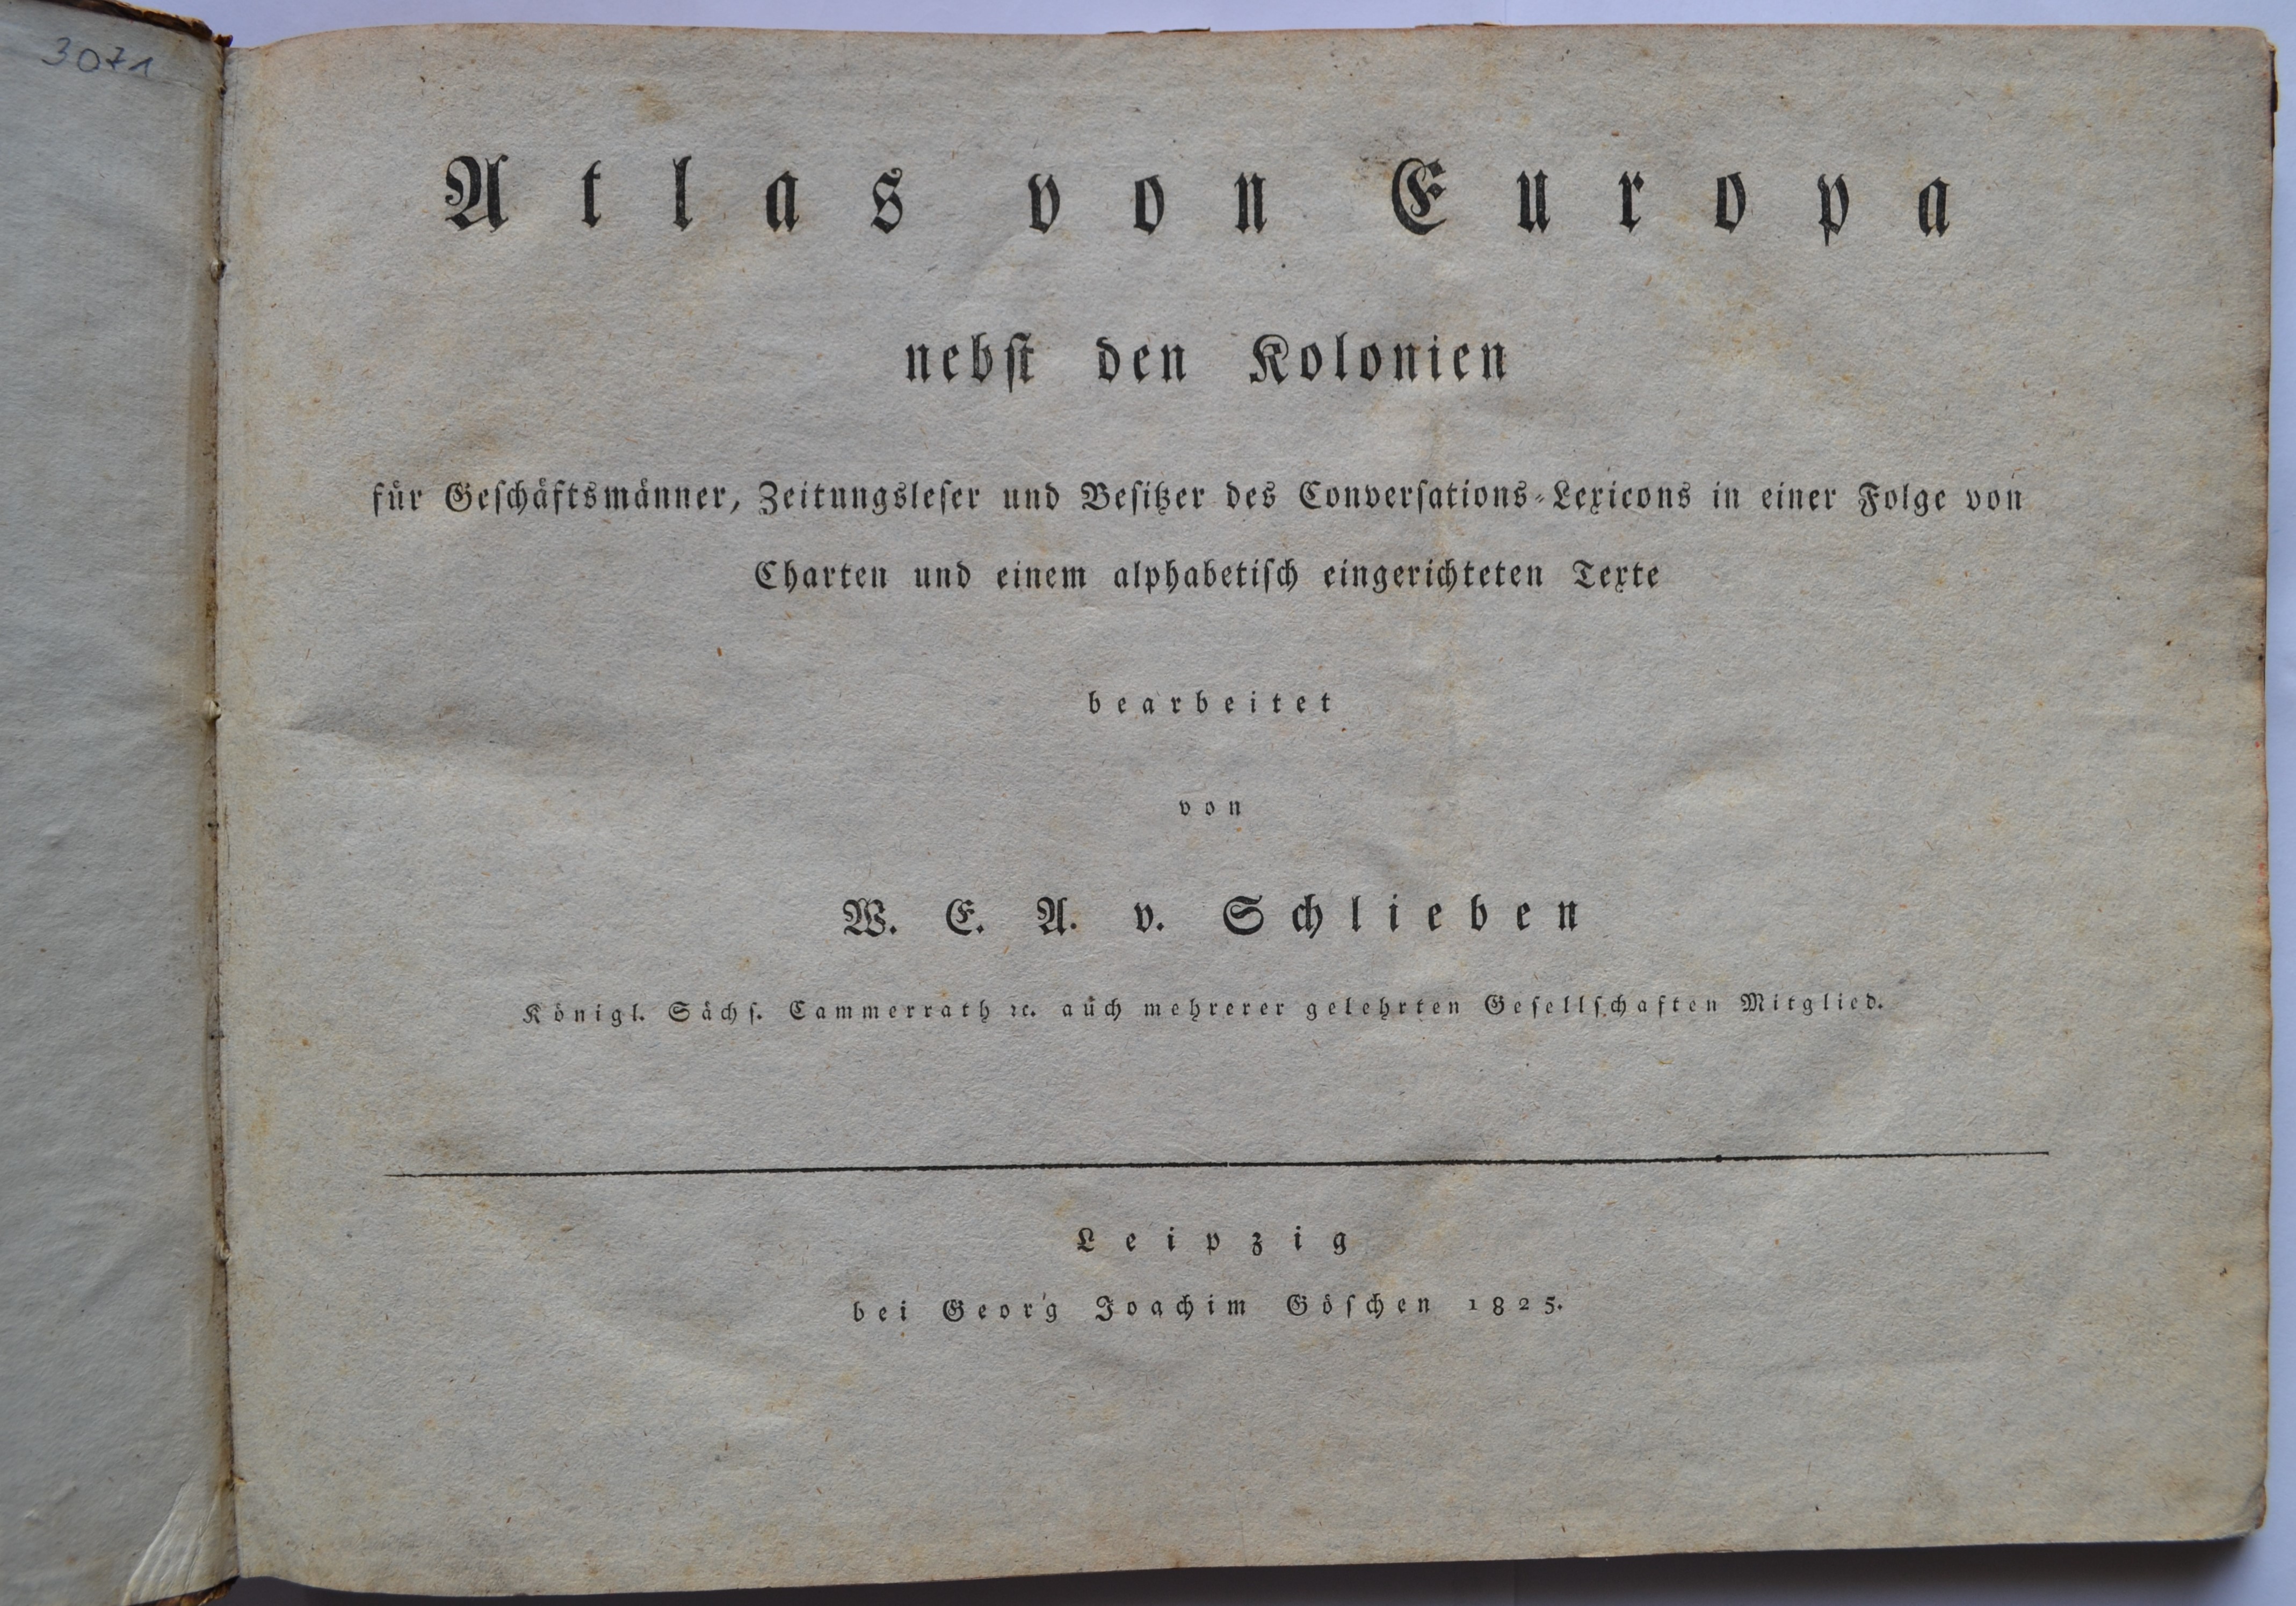 3071
Atlas von Europa
nebſt den Kolonien
für Geſchäftsmänner, Zeitungsleſer und Beſitzer des Converſations-Lexicons in einer Folge von
Charten und einem alphabetiſch eingerichteten Texte
bearbeitet
von
W. E. A. v. Schlieben
Königl. Sächſ. Cammerrath ꝛc. aüch mehrerer gelehrten Geſellſchaften Mitglied.
Leipzig
bei Georg Joachim Göſchen 1825.